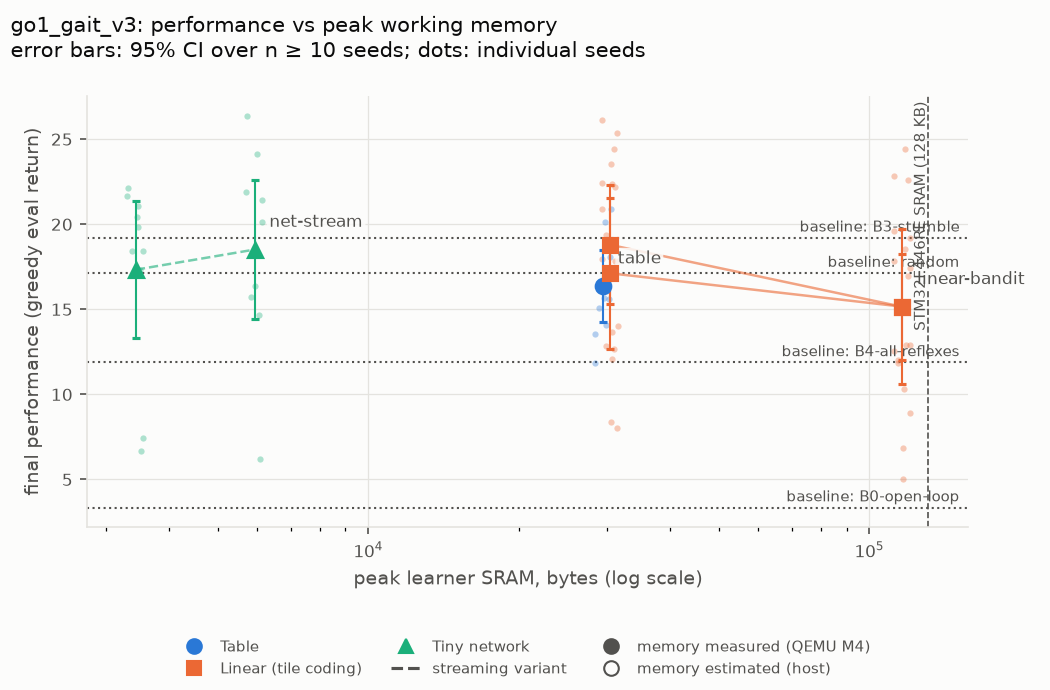 go1_gait_v3: performance vs peak working memory
error bars: 95% CI over n ≥ 10 seeds; dots: individual seeds
final performance (greedy eval return)
25
20
15
10
5
net-stream
table
linear-bandit
baseline: B3-stumble
baseline: random
baseline: B4-all-reflexes
baseline: B0-open-loop
10^4
10^5
peak learner SRAM, bytes (log scale)
Table
Linear (tile coding)
Tiny network
streaming variant
memory measured (QEMU M4)
memory estimated (host)